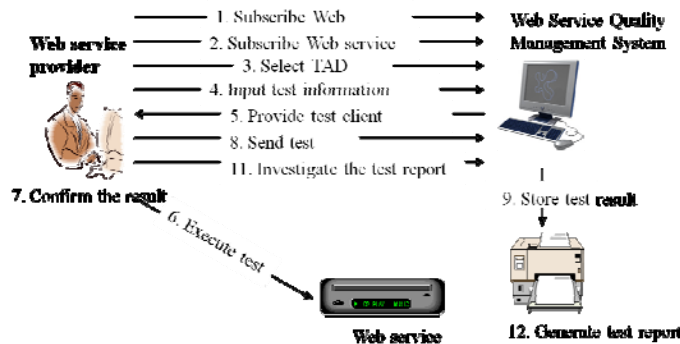 1. Subscribe Web
Web Service Quality
Management System
Web service
provider
2. Subscribe Web service
3. Select TAD
4. Input test information
5. Provide test client
8. Send test
11. Investigate the test report
7. Confirm the result
9. Store test result
6. Execute test
Web service
12. Generate test report